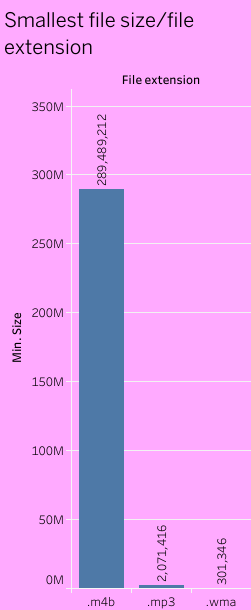 Smallest file size/file
extension
File extension
350M
300M
250M
200M
150M
100M
50M
0M
Min. Size
289,489,212
2,071,416
301,346
.m4b
.mp3
.wma